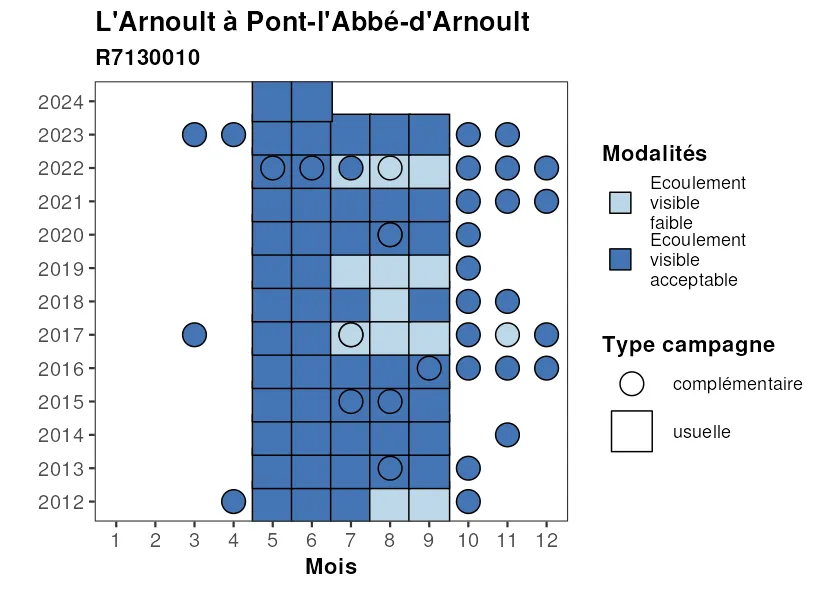 L'Arnoult à Pont-l'Abbé-d'Arnoult
R7130010
2024
2023
2022
2021
2020
2019
2018
2017
2016
2015
2014
2013
2012
1 2 3 4 5 6 7 8 9 10 11 12
Mois
Modalités
Ecoulement
visible
faible
Ecoulement
visible
acceptable
Type campagne
complémentaire
usuelle